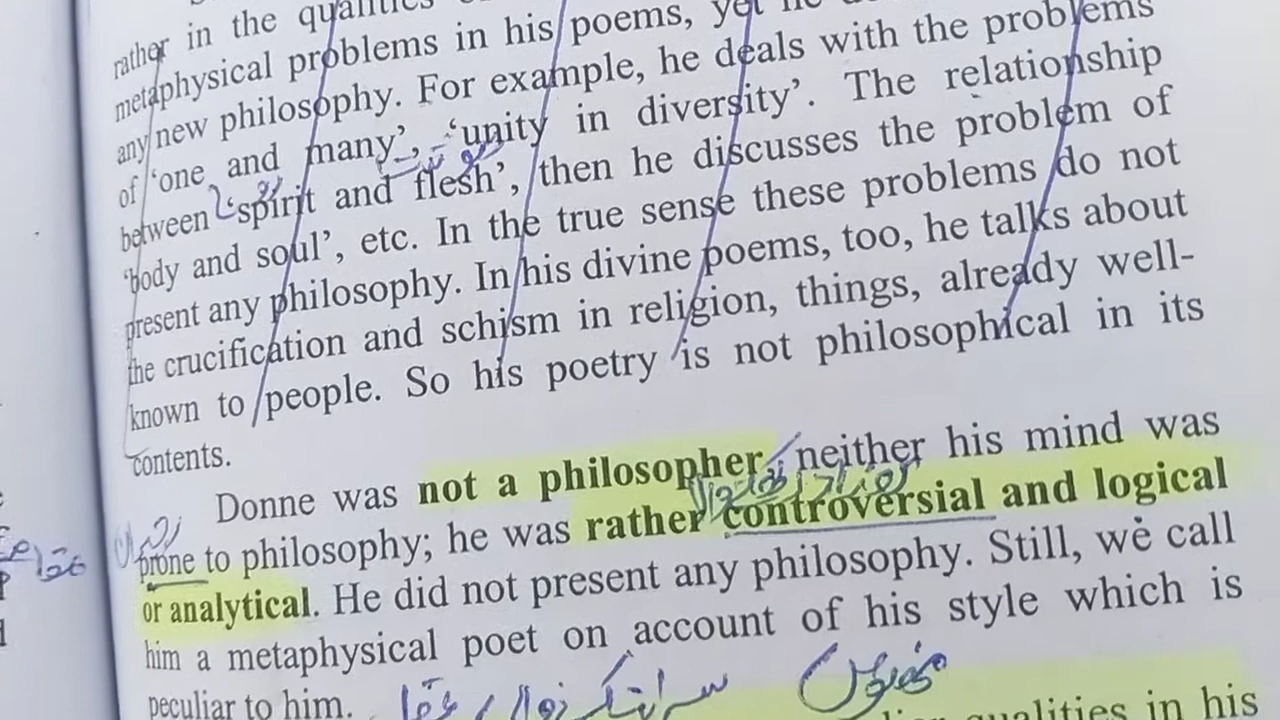 rather in the qualities
metaphysical problems in his poems, yet he
any new philosophy. For example, he deals with the problems
of ‘one and many’, ‘unity in diversity’. The relationship
between ‘spirit and flesh’, then he discusses the problem of
‘body and soul’, etc. In the true sense these problems do not
present any philosophy. In his divine poems, too, he talks about
the crucification and schism in religion, things, already well-
known to people. So his poetry is not philosophical in its
contents.
Donne was not a philosopher, neither his mind was
prone to philosophy; he was rather controversial and logical
or analytical. He did not present any philosophy. Still, we call
him a metaphysical poet on account of his style which is
peculiar to him.
qualities in his